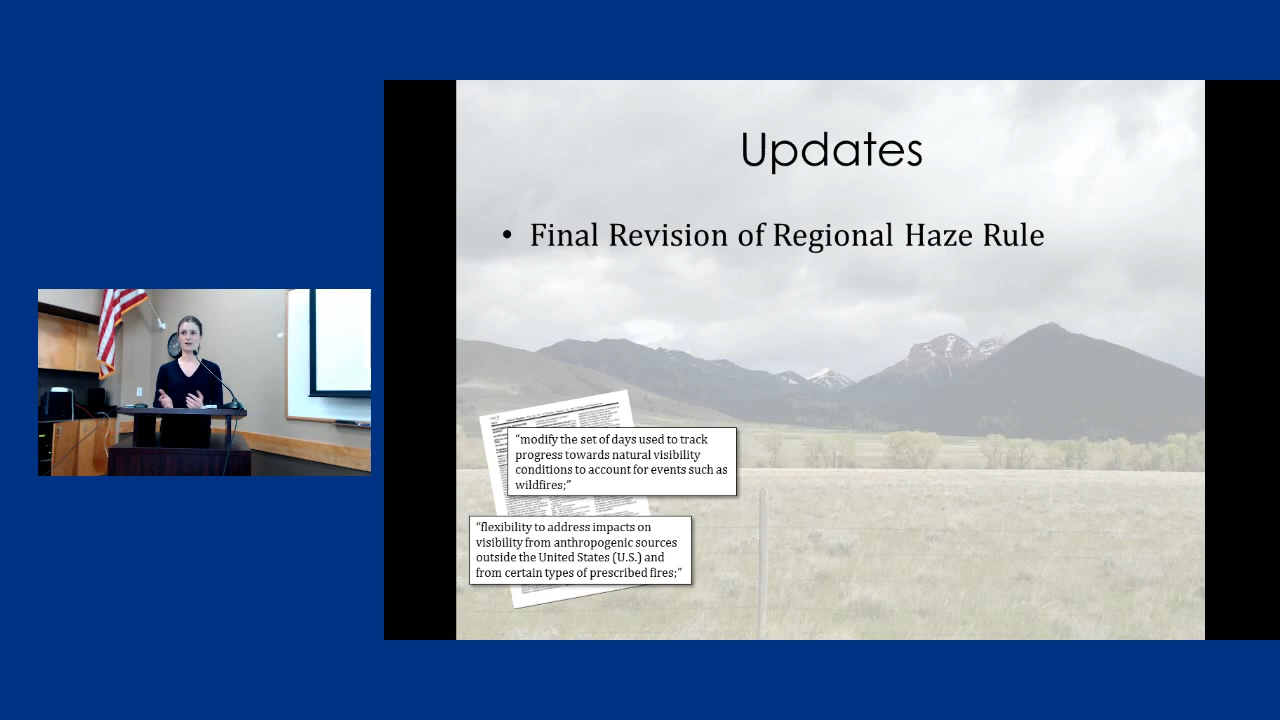 Updates
• Final Revision of Regional Haze Rule
“modify the set of days used to track
progress towards natural visibility
conditions to account for events such as
wildfires;”
“flexibility to address impacts on
visibility from anthropogenic sources
outside the United States (U.S.) and
from certain types of prescribed fires;”